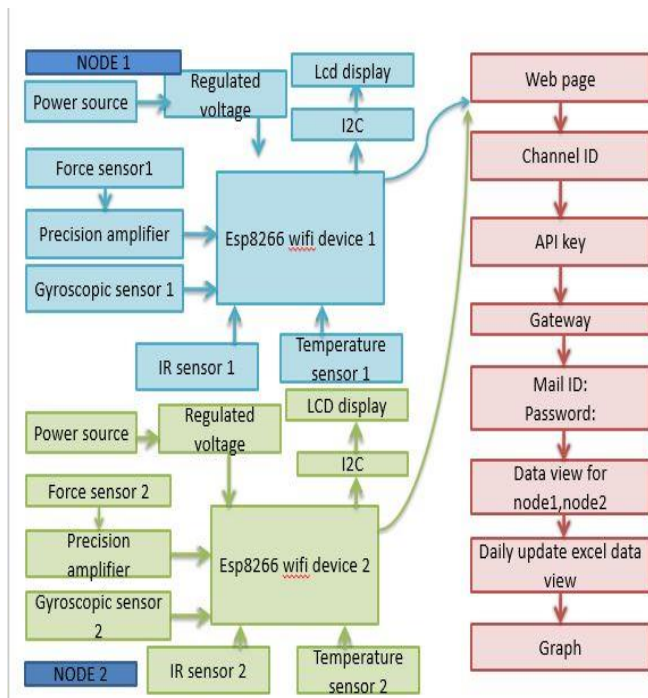 NODE 1
Power source
Regulated
voltage
Lcd display
I2C
Force sensor1
Precision amplifier
Gyroscopic sensor 1
Esp8266 wifi device 1
IR sensor 1
Temperature
sensor 1
Power source
Regulated
voltage
LCD display
I2C
Force sensor 2
Precision
amplifier
Gyroscopic sensor
2
Esp8266 wifi device 2
NODE 2
IR sensor 2
Temperature
sensor 2
Web page
Channel ID
API key
Gateway
Mail ID:
Password:
Data view for
node1,node2
Daily update excel data
view
Graph